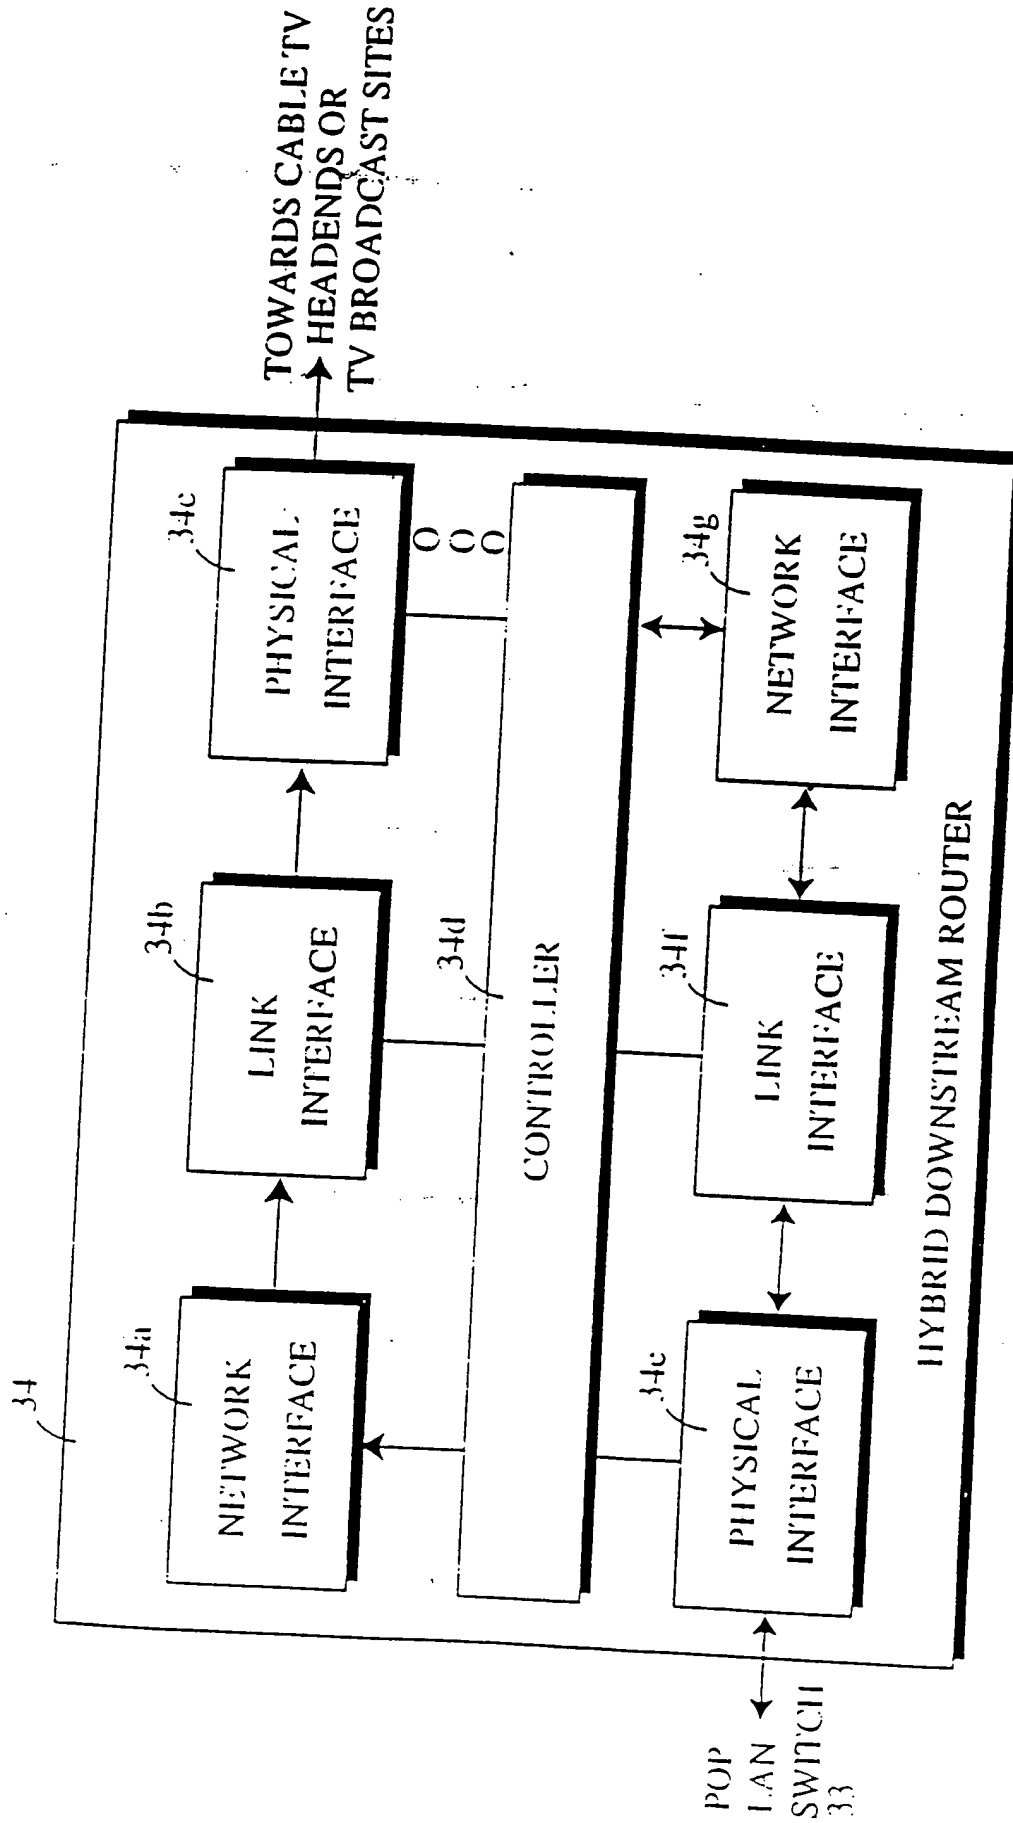 34
34a
NETWORK
INTERFACE
34b
LINK
INTERFACE
34c
PHYSICAL
INTERFACE
TOWARDS CABLE TV
HEADENDS OR
TV BROADCAST SITES
O
O
O
34d
CONTROLLER
POP
LAN
SWITCH
33
34e
PHYSICAL
INTERFACE
34f
LINK
INTERFACE
34g
NETWORK
INTERFACE
HYBRID DOWNSTREAM ROUTER